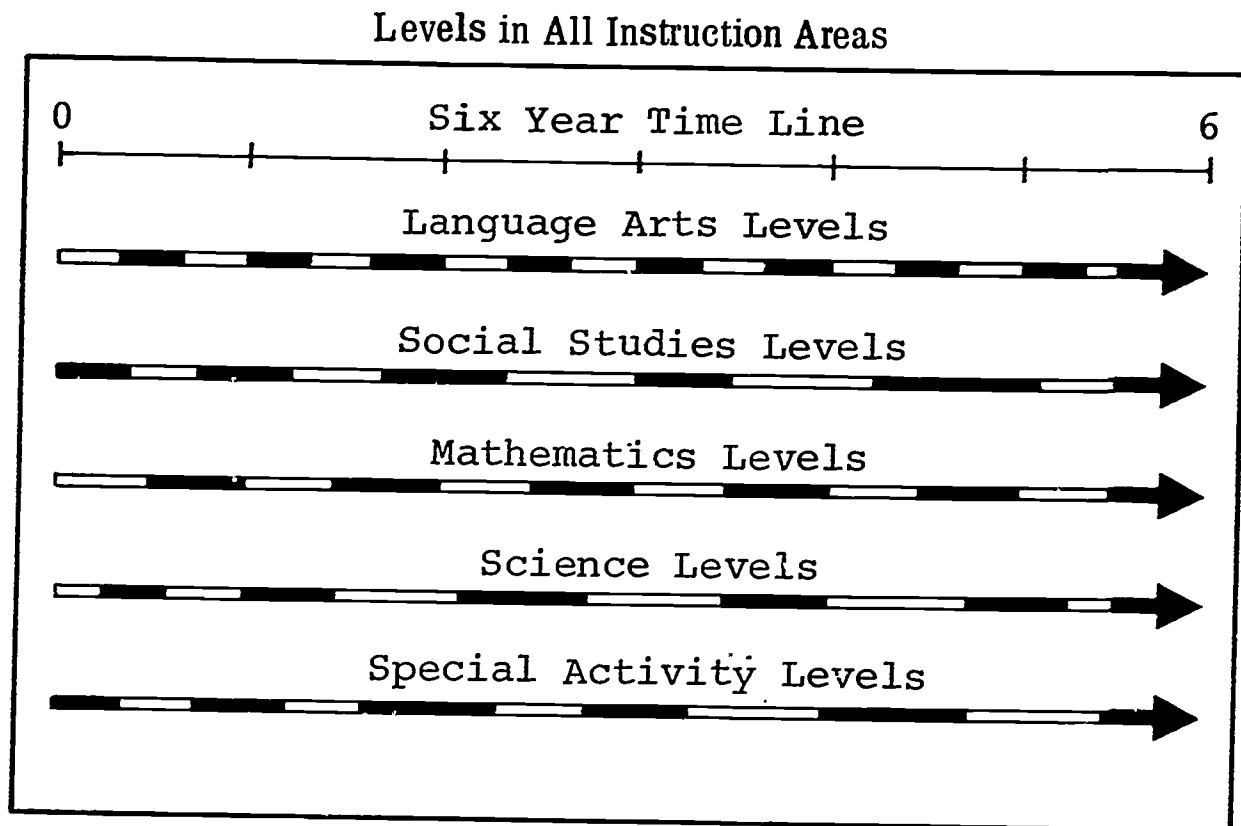 Levels in All Instruction Areas
0 Six Year Time Line 6
Language Arts Levels
Social Studies Levels
Mathematics Levels
Science Levels
Special Activity Levels